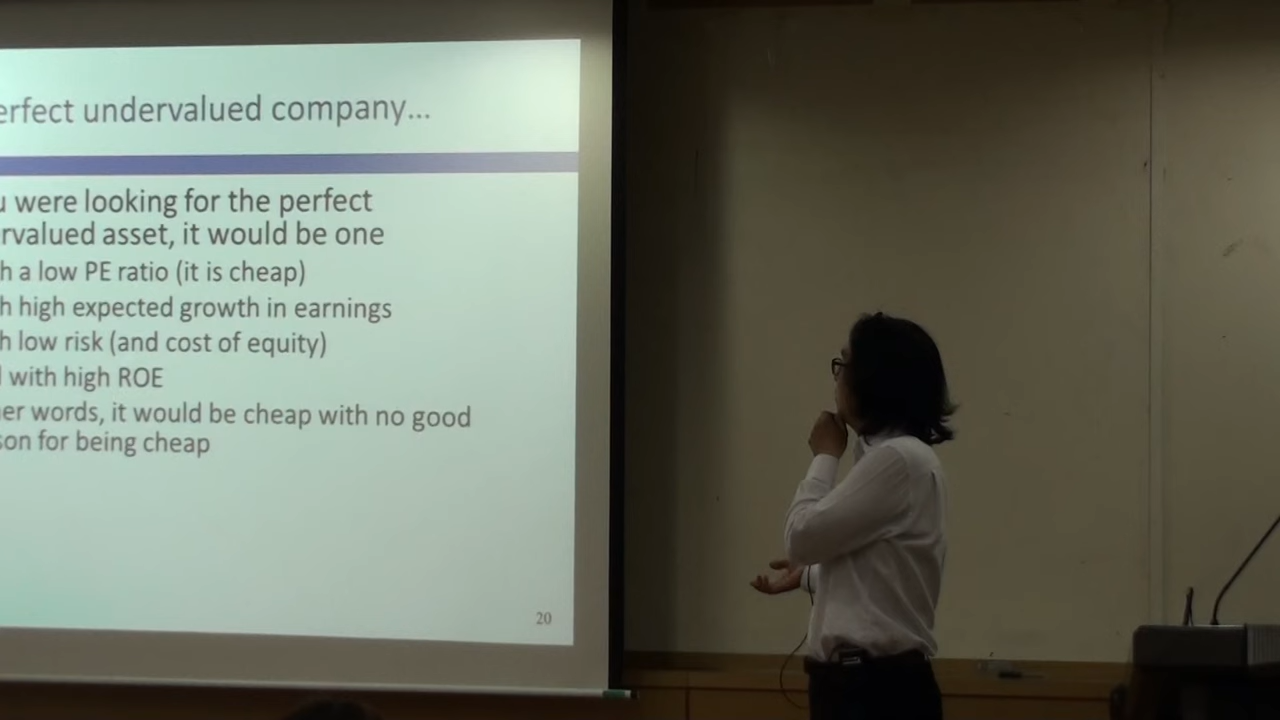 erfect undervalued company...
u were looking for the perfect
rvalued asset, it would be one
h a low PE ratio (it is cheap)
h high expected growth in earnings
h low risk (and cost of equity)
l with high ROE
er words, it would be cheap with no good
son for being cheap
20